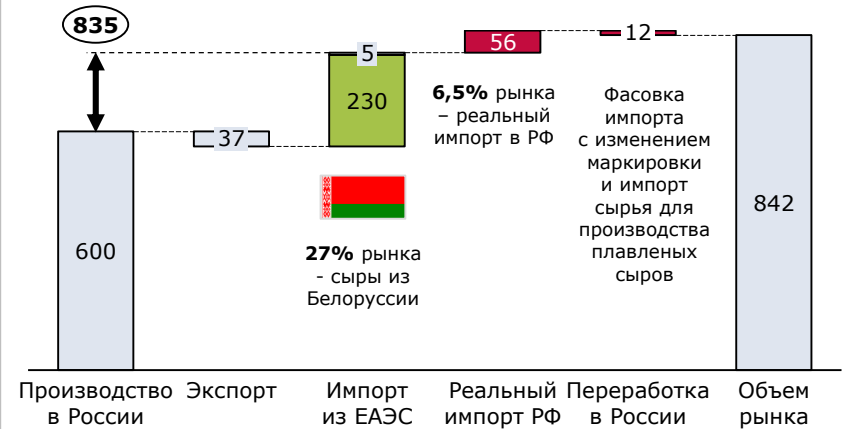 835
5
56
12
230
6,5% рынка
– реальный
импорт в РФ
Фасовка
импорта
с изменением
маркировки
и импорт
сырья для
производства
плавленых
сыров
37
600
27% рынка
- сыры из
Белоруссии
842
Производство
в России
Экспорт
Импорт
из ЕАЭС
Реальный
импорт РФ
Переработка
в России
Объем
рынка